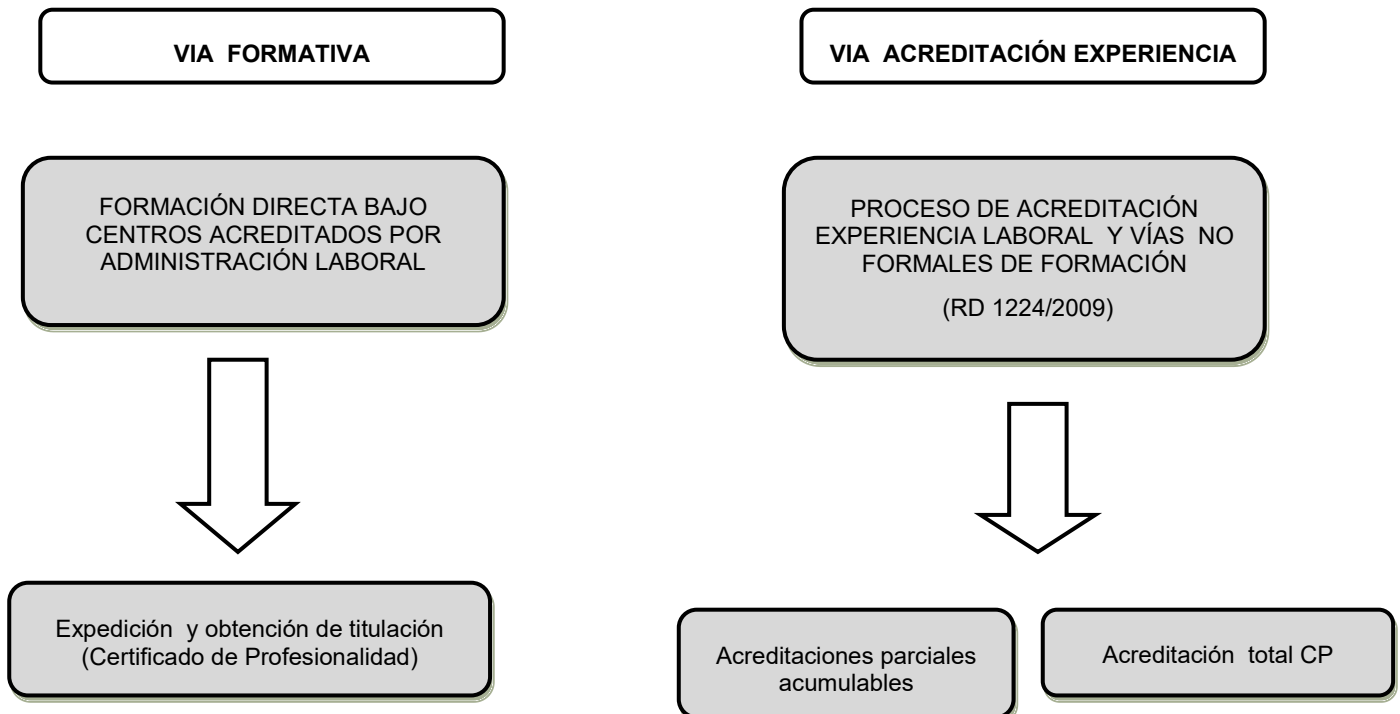 VIA FORMATIVA
FORMACIÓN DIRECTA BAJO
CENTROS ACREDITADOS POR
ADMINISTRACIÓN LABORAL
Expedición y obtención de titulación
(Certificado de Profesionalidad)
VIA ACREDITACIÓN EXPERIENCIA
PROCESO DE ACREDITACIÓN
EXPERIENCIA LABORAL Y VÍAS NO
FORMALES DE FORMACIÓN
(RD 1224/2009)
Acreditaciones parciales
acumulables
Acreditación total CP